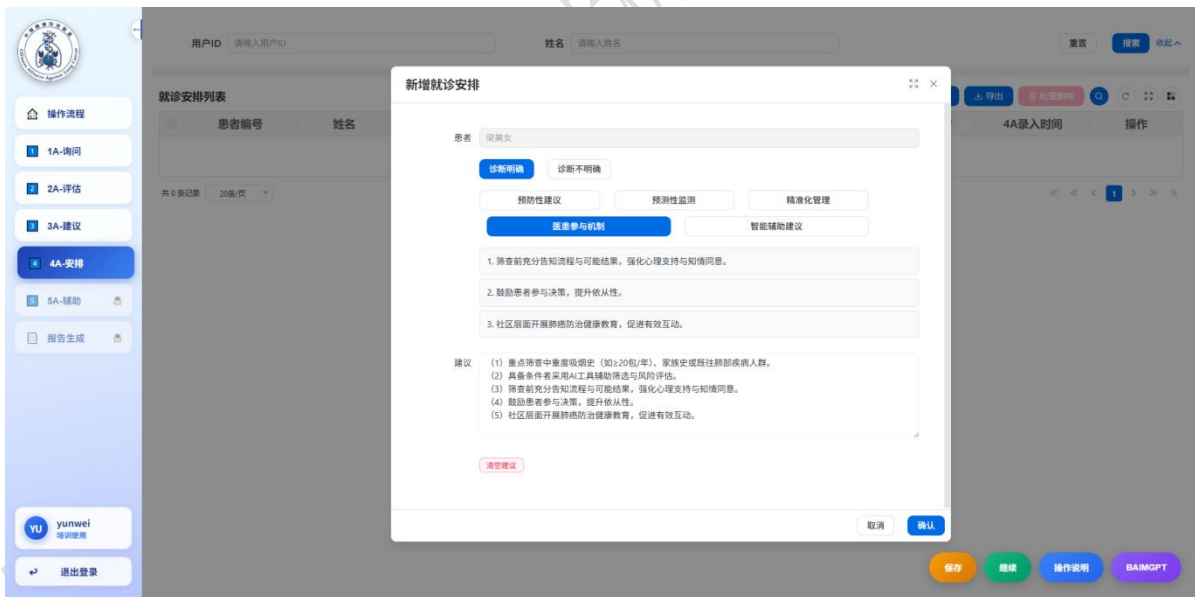 用户ID 请输入用户ID 姓名 请输入姓名 重置 搜索 收起
就诊安排列表 导出 批量删除
患者编号 姓名 4A录入时间 操作
共 0 条记录 20条/页 1
操作流程
1 1A-询问
2 2A-评估
3 3A-建议
4 4A-安排
5 5A-辅助
报告生成
YU yunwei
培训使用
退出登录
新增就诊安排
患者 梁美女
诊断明确 诊断不明确
预防性建议 预测性监测 精准化管理
医患参与机制 智能辅助建议
1. 筛查前充分告知流程与可能结果，强化心理支持与知情同意。
2. 鼓励患者参与决策，提升依从性。
3. 社区层面开展肺癌防治健康教育，促进有效互动。
建议 （1）重点筛查中重度吸烟史（如≥20包/年）、家族史或既往肺部疾病人群。
（2）具备条件者采用AI工具辅助筛选与风险评估。
（3）筛查前充分告知流程与可能结果，强化心理支持与知情同意。
（4）鼓励患者参与决策，提升依从性。
（5）社区层面开展肺癌防治健康教育，促进有效互动。
清空建议
取消 确认
保存 继续 操作说明 BAIMGPT